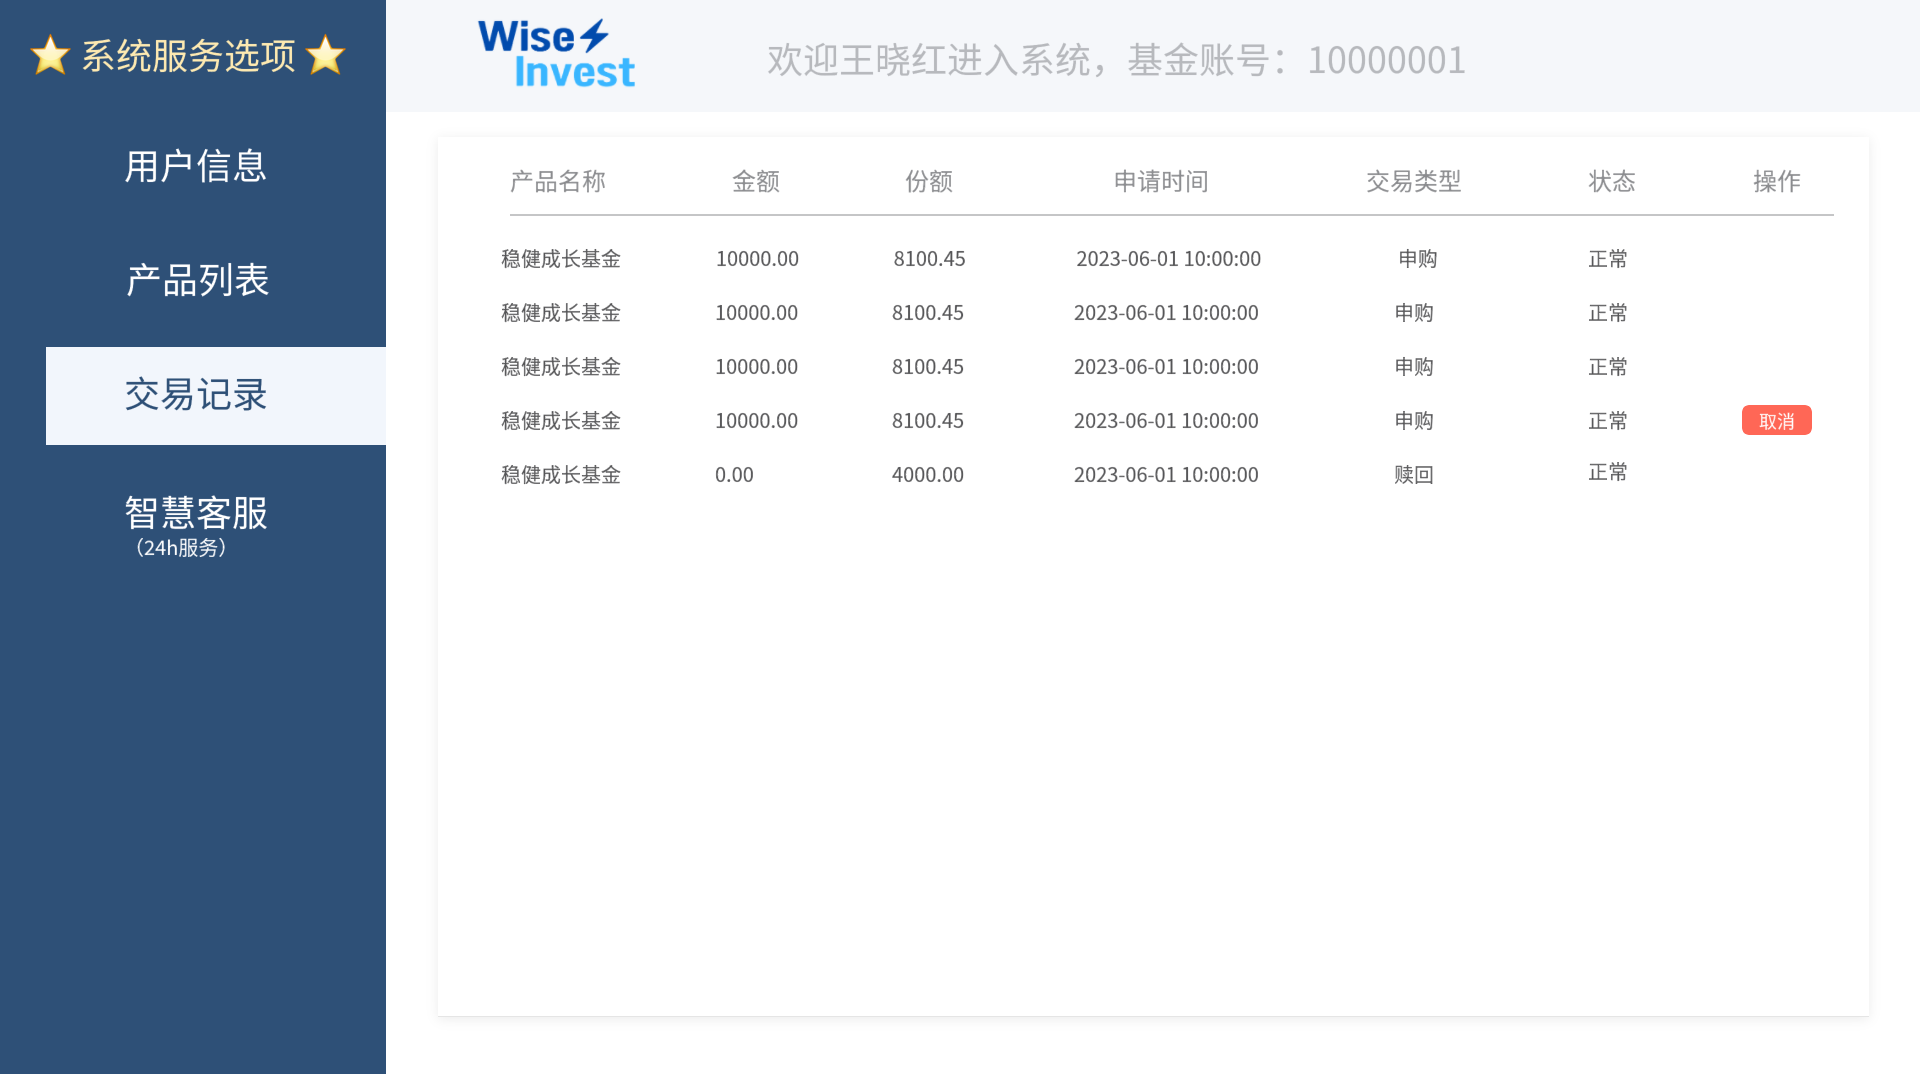 系统服务选项
用户信息
产品列表
交易记录
智慧客服
（24h服务）
Wise
Invest
欢迎王晓红进入系统，基金账号：10000001
产品名称 金额 份额 申请时间 交易类型 状态 操作
稳健成长基金 10000.00 8100.45 2023-06-01 10:00:00 申购 正常
稳健成长基金 10000.00 8100.45 2023-06-01 10:00:00 申购 正常
稳健成长基金 10000.00 8100.45 2023-06-01 10:00:00 申购 正常
稳健成长基金 10000.00 8100.45 2023-06-01 10:00:00 申购 正常 取消
稳健成长基金 0.00 4000.00 2023-06-01 10:00:00 赎回 正常